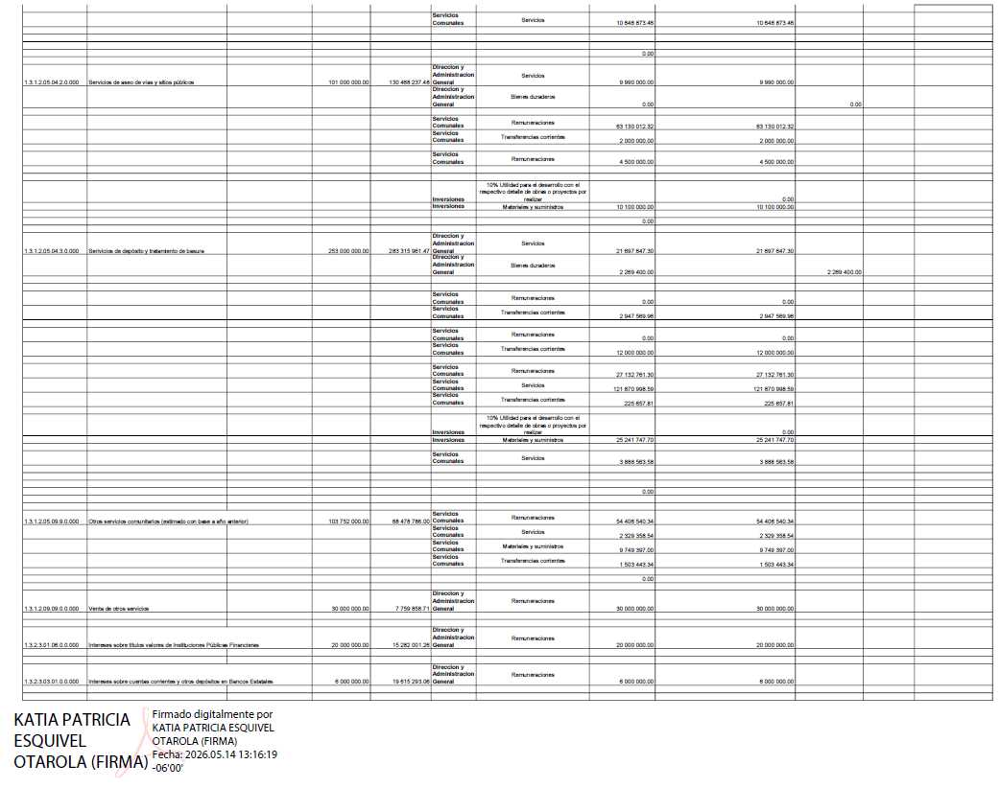 Servicios Comunales Servicios 10 646 873.46 10 646 873.46
0.00
1.3.1.2.05.04.2.0.000 Servicios de aseo de vías y sitios públicos 101 000 000.00 130 468 237.48 Direccion y Administracion General Servicios 9 990 000.00 9 990 000.00
Direccion y Administracion General Bienes duraderos 0.00 0.00
Servicios Comunales Remuneraciones 63 130 012.32 63 130 012.32
Servicios Comunales Transferencias corrientes 2 000 000.00 2 000 000.00
Servicios Comunales Remuneraciones 4 500 000.00 4 500 000.00
Inversiones 10% Utilidad para el desarrollo con el respectivo detalle de obras o proyectos por realizar 0.00
Inversiones Materiales y suministros 10 100 000.00 10 100 000.00
0.00
1.3.1.2.05.04.3.0.000 Serivicios de depósito y tratamiento de basura 253 000 000.00 283 315 961.47 Direccion y Administracion General Servicios 21 697 647.30 21 697 647.30
Direccion y Administracion General Bienes duraderos 2 269 400.00 2 269 400.00
Servicios Comunales Remuneraciones 0.00 0.00
Servicios Comunales Transferencias corrientes 2 947 569.96 2 947 569.96
Servicios Comunales Remuneraciones 0.00 0.00
Servicios Comunales Transferencias corrientes 12 000 000.00 12 000 000.00
Servicios Comunales Remuneraciones 27 132 761.30 27 132 761.30
Servicios Comunales Servicios 121 870 998.59 121 870 998.59
Servicios Comunales Transferencias corrientes 225 657.81 225 657.81
Inversiones 10% Utilidad para el desarrollo con el respectivo detalle de obras o proyectos por realizar 0.00
Inversiones Materiales y suministros 25 241 747.70 25 241 747.70
Servicios Comunales Servicios 3 888 563.58 3 888 563.58
0.00
1.3.1.2.05.09.9.0.000 Otros servicios comunitarios (estimado con base a año anterior) 103 752 000.00 68 478 786.00 Servicios Comunales Remuneraciones 54 406 540.34 54 406 540.34
Servicios Comunales Servicios 2 329 358.54 2 329 358.54
Servicios Comunales Materiales y suministros 9 749 397.00 9 749 397.00
Servicios Comunales Transferencias corrientes 1 503 443.34 1 503 443.34
0.00
1.3.1.2.09.09.0.0.000 Venta de otros servicios 30 000 000.00 7 759 858.71 Direccion y Administracion General Remuneraciones 30 000 000.00 30 000 000.00
1.3.2.3.01.06.0.0.000 Intereses sobre títulos valores de Instituciones Públicas Financieras 20 000 000.00 15 282 001.26 Direccion y Administracion General Remuneraciones 20 000 000.00 20 000 000.00
1.3.2.3.03.01.0.0.000 Intereses sobre cuentas corrientes y otros depósitos en Bancos Estatales 6 000 000.00 19 615 293.06 Direccion y Administracion General Remuneraciones 6 000 000.00 6 000 000.00
KATIA PATRICIA
ESQUIVEL
OTAROLA (FIRMA)
Firmado digitalmente por
KATIA PATRICIA ESQUIVEL
OTAROLA (FIRMA)
Fecha: 2026.05.14 13:16:19
-06'00'